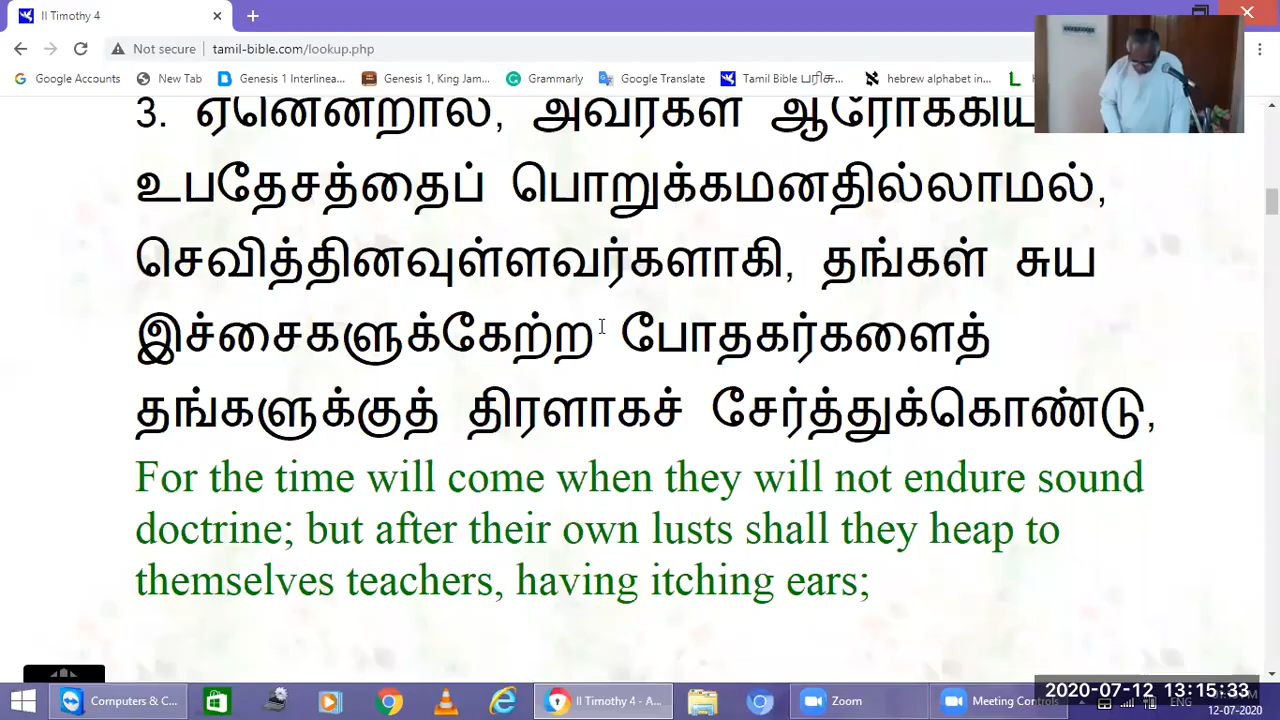 II Timothy 4
Not secure | tamil-bible.com/lookup.php
Google Accounts New Tab Genesis 1 Interlinea... Genesis 1, King Jam... Grammarly Google Translate Tamil Bible பரிசு... hebrew alphabet in...
3. ஏனென்றால், அவர்கள் ஆரோக்கிய
உபதேசத்தைப் பொறுக்கமனதில்லாமல்,
செவித்தினவுள்ளவர்களாகி, தங்கள் சுய
இச்சைகளுக்கேற்ற போதகர்களைத்
தங்களுக்குத் திரளாகச் சேர்த்துக்கொண்டு,
For the time will come when they will not endure sound
doctrine; but after their own lusts shall they heap to
themselves teachers, having itching ears;
Computers & C... II Timothy 4 - A... Zoom Meeting Controls ENG
2020-07-12 13:15:33
12-07-2020